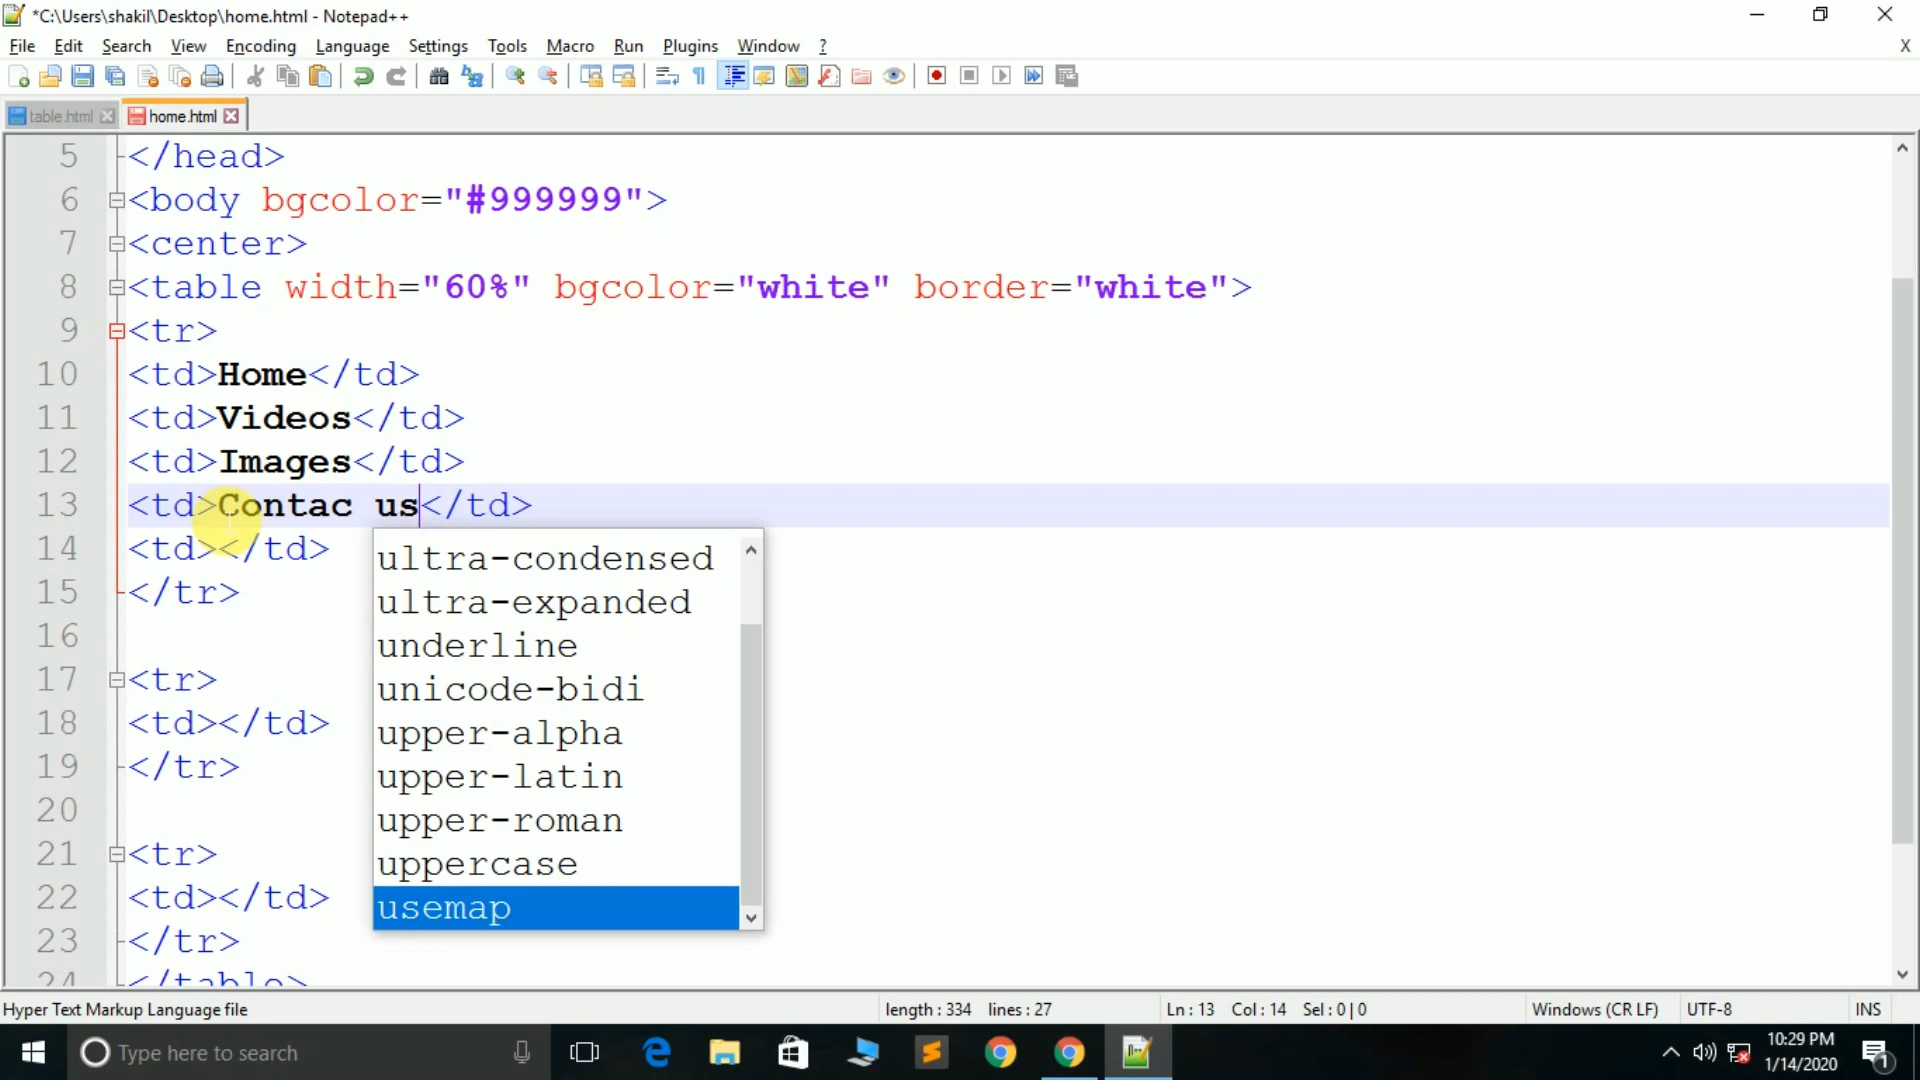 *C:\Users\shakil\Desktop\home.html - Notepad++
File Edit Search View Encoding Language Settings Tools Macro Run Plugins Window ? X
table.html home.html
5 </head>
6 <body bgcolor="#999999">
7 <center>
8 <table width="60%" bgcolor="white" border="white">
9 <tr>
10 <td>Home</td>
11 <td>Videos</td>
12 <td>Images</td>
13 <td>Contac us</td>
14 <td></td>
15 </tr>
16
17 <tr>
18 <td></td>
19 </tr>
20
21 <tr>
22 <td></td>
23 </tr>
24 </table>
ultra-condensed
ultra-expanded
underline
unicode-bidi
upper-alpha
upper-latin
upper-roman
uppercase
usemap
Hyper Text Markup Language file length : 334 lines : 27 Ln : 13 Col : 14 Sel : 0 | 0 Windows (CR LF) UTF-8 INS
Type here to search
10:29 PM
1/14/2020
1